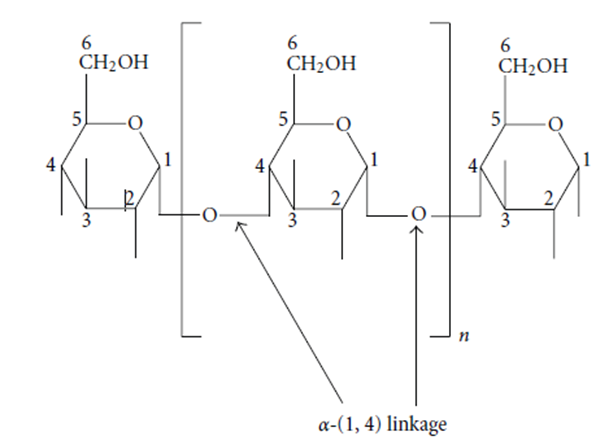 6 6 6
CH₂OH CH₂OH CH₂OH
5 O 5 O 5 O
4 1 4 1 4 1
3 2 3 2 3 2
O O
n
α-(1, 4) linkage